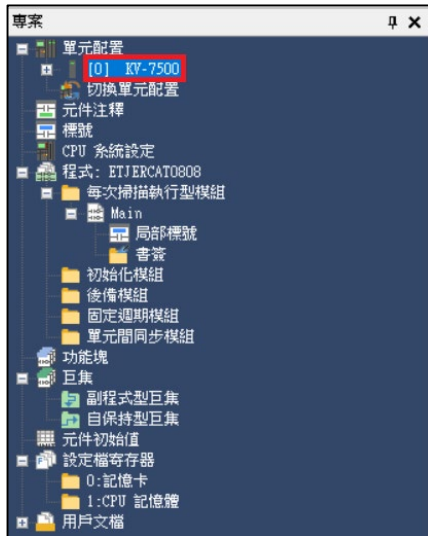 專案
單元配置
[0] KV-7500
切換單元配置
元件注釋
標號
CPU 系統設定
程式: ETJERCAT0808
每次掃描執行型模組
Main
局部標號
書簽
初始化模組
後備模組
固定週期模組
單元間同步模組
功能塊
巨集
副程式型巨集
自保持型巨集
元件初始值
設定檔寄存器
0:記憶卡
1:CPU 記憶體
用戶文檔